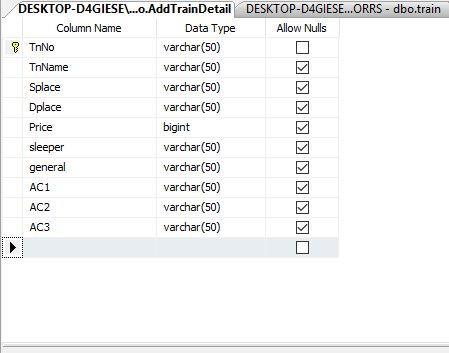 DESKTOP-D4GIESE\...o.AddTrainDetail DESKTOP-D4GIESE...ORRS - dbo.train
Column Name Data Type Allow Nulls
TnNo varchar(50)
TnName varchar(50)
Splace varchar(50)
Dplace varchar(50)
Price bigint
sleeper varchar(50)
general varchar(50)
AC1 varchar(50)
AC2 varchar(50)
AC3 varchar(50)